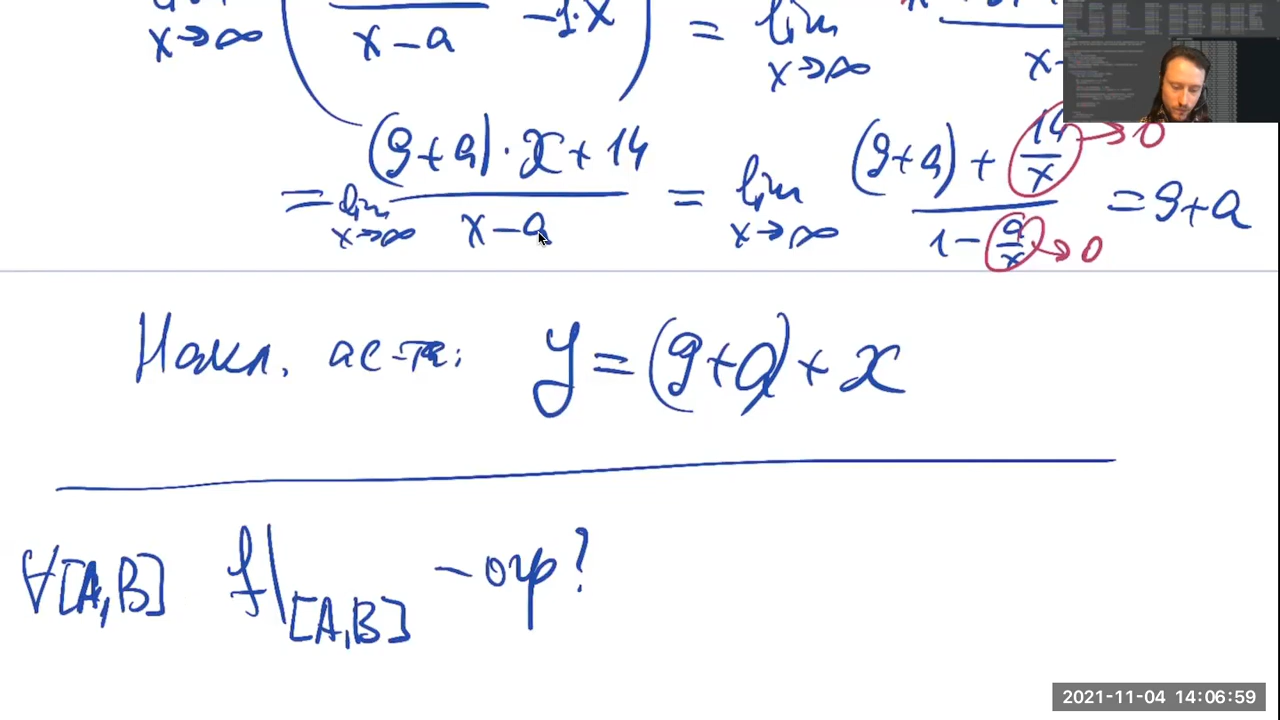 x→∞ x-a -1·x = lim x→∞
= lim x→∞ (9+a)·x+14 / x-a = lim x→∞ (9+a) + 14/x →0 / 1 - a/x →0 = 9+a
Накл. ас-та: y = (9+a) + x
∀[A,B] f|[A,B] - огр?
2021-11-04 14:06:59